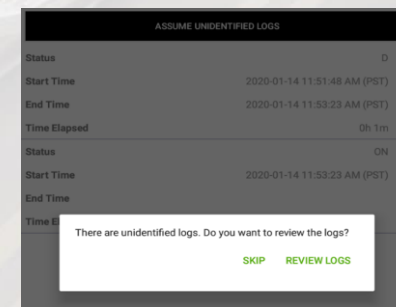 ASSUME UNIDENTIFIED LOGS
Status D
Start Time 2020-01-14 11:51:48 AM (PST)
End Time 2020-01-14 11:53:23 AM (PST)
Time Elapsed 0h 1m
Status ON
Start Time 2020-01-14 11:53:23 AM (PST)
End Time
Time E
There are unidentified logs. Do you want to review the logs?
SKIP REVIEW LOGS